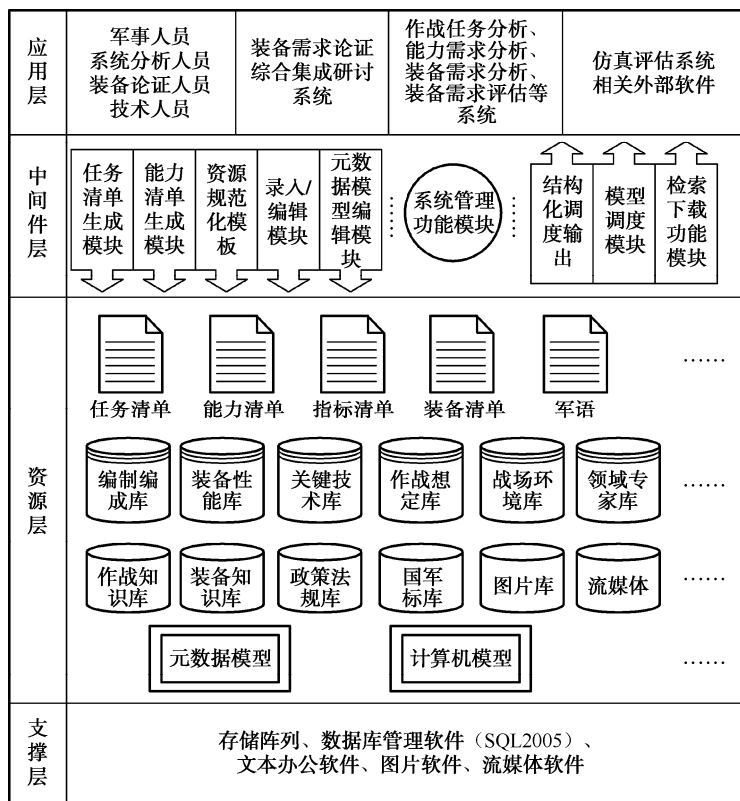 应用层
军事人员
系统分析人员
装备论证人员
技术人员
装备需求论证
综合集成研讨
系统
作战任务分析、
能力需求分析、
装备需求分析、
装备需求评估等
系统
仿真评估系统
相关外部软件
中间件层
任务
清单
生成
模块
能力
清单
生成
模块
资源
规范
化模
板
录入/
编辑
模块
元数
据模
型编
辑模
块
……
系统管理
功能模块
……
结构
化调
度输
出
模型
调度
模块
检索
下载
功能
模块
资源层
任务清单
能力清单
指标清单
装备清单
军语
……
编制编
成库
装备性
能库
关键技
术库
作战想
定库
战场环
境库
领域专
家库
……
作战知
识库
装备知
识库
政策法
规库
国军
标库
图片库
流媒体
……
元数据模型
计算机模型
……
支撑层
存储阵列、数据库管理软件（SQL2005）、
文本办公软件、图片软件、流媒体软件